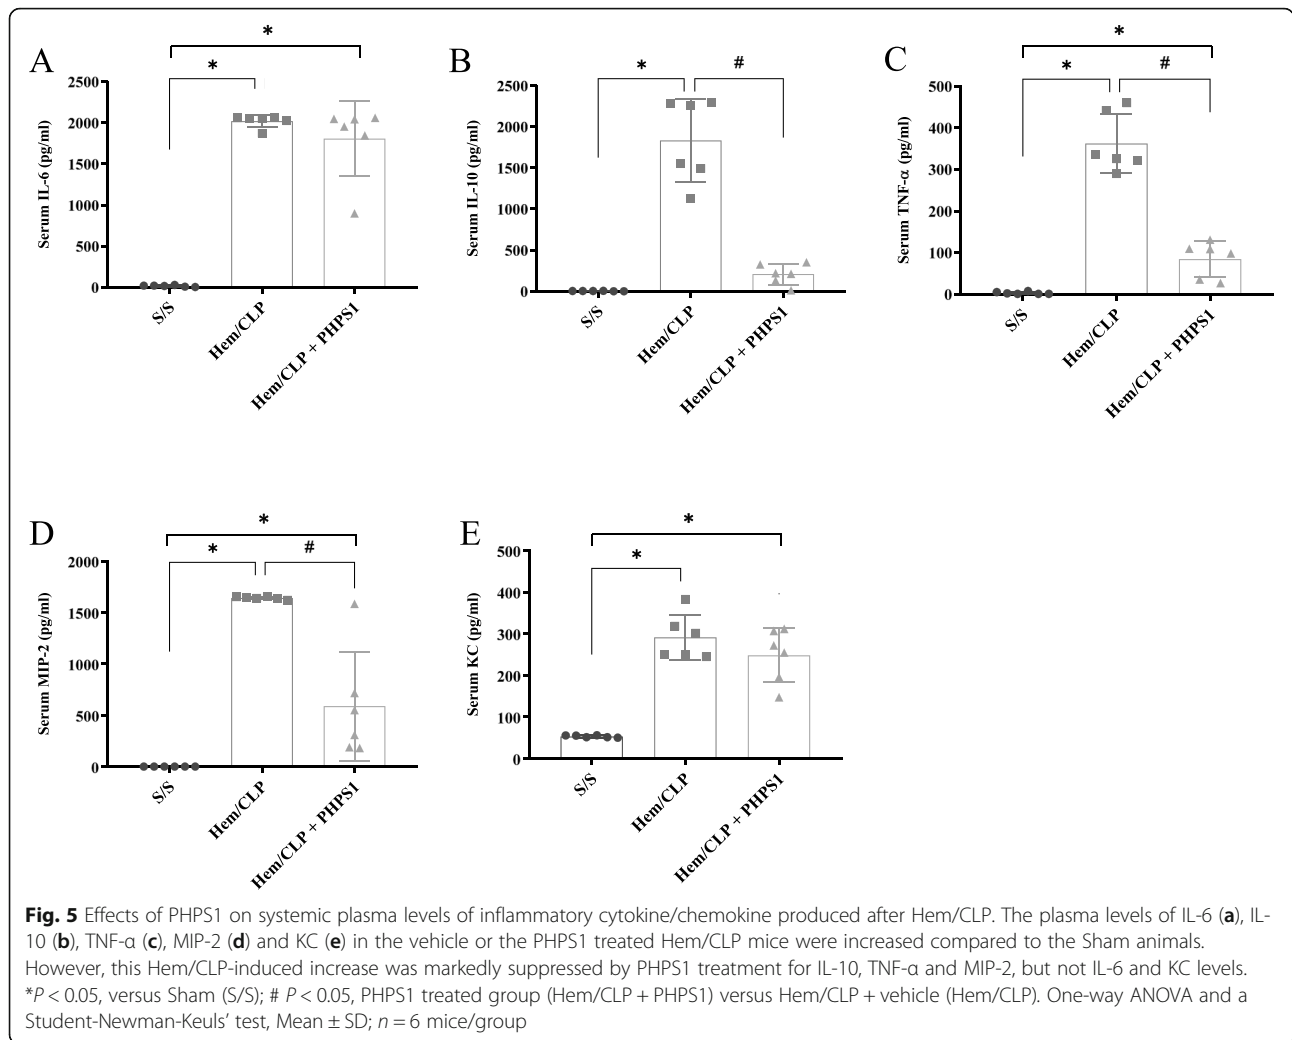 A
*
*
Serum IL-6 (pg/ml)
2500
2000
1500
1000
500
0
S/S
Hem/CLP
Hem/CLP + PHPS1
B
*
#
Serum IL-10 (pg/ml)
2500
2000
1500
1000
500
0
S/S
Hem/CLP
Hem/CLP + PHPS1
C
*
*
#
Serum TNF-α (pg/ml)
500
400
300
200
100
0
S/S
Hem/CLP
Hem/CLP + PHPS1
D
*
*
#
Serum MIP-2 (pg/ml)
2000
1500
1000
500
0
S/S
Hem/CLP
Hem/CLP + PHPS1
E
*
*
Serum KC (pg/ml)
500
400
300
200
100
0
S/S
Hem/CLP
Hem/CLP + PHPS1
Fig. 5 Effects of PHPS1 on systemic plasma levels of inflammatory cytokine/chemokine produced after Hem/CLP. The plasma levels of IL-6 (a), IL-
10 (b), TNF-α (c), MIP-2 (d) and KC (e) in the vehicle or the PHPS1 treated Hem/CLP mice were increased compared to the Sham animals.
However, this Hem/CLP-induced increase was markedly suppressed by PHPS1 treatment for IL-10, TNF-α and MIP-2, but not IL-6 and KC levels.
*P < 0.05, versus Sham (S/S); # P < 0.05, PHPS1 treated group (Hem/CLP + PHPS1) versus Hem/CLP + vehicle (Hem/CLP). One-way ANOVA and a
Student-Newman-Keuls' test, Mean ± SD; n = 6 mice/group